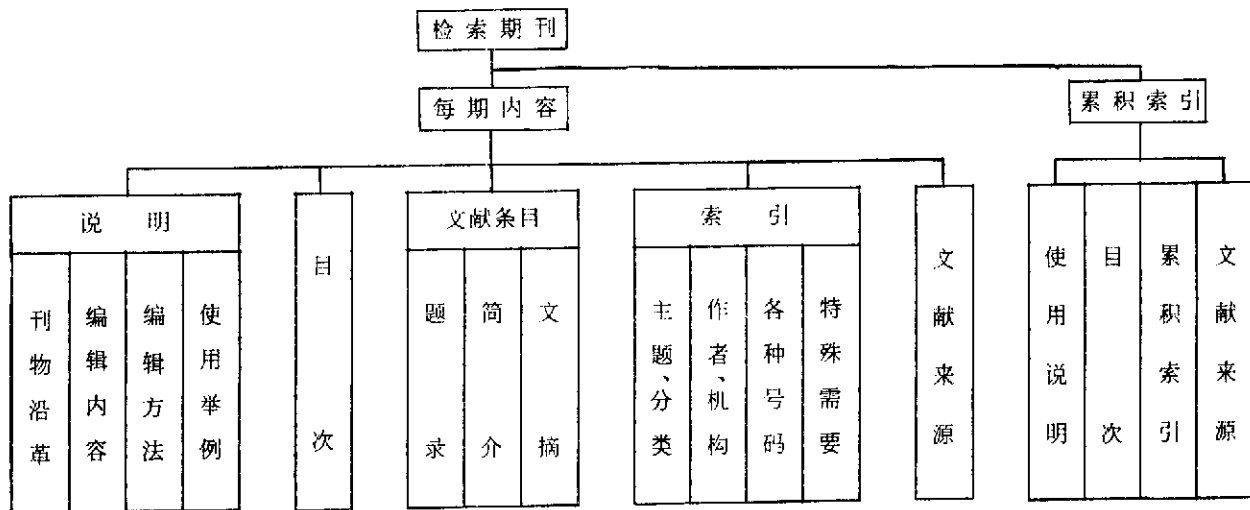 检索期刊
每期内容
累积索引
说明
刊物沿革
编辑内容
编辑方法
使用举例
目次
文献条目
题录
简介
文摘
索引
主题、分类
作者、机构
各种号码
特殊需要
文献来源
使用说明
目次
累积索引
文献来源